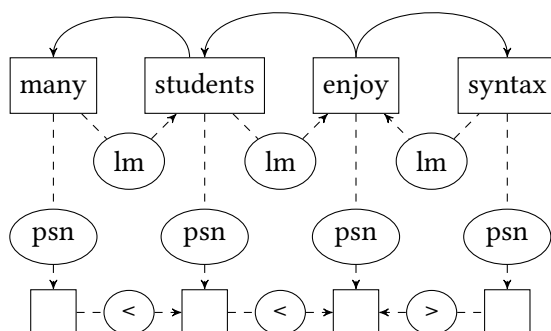 many students enjoy syntax
lm lm lm
psn psn psn psn
< < >